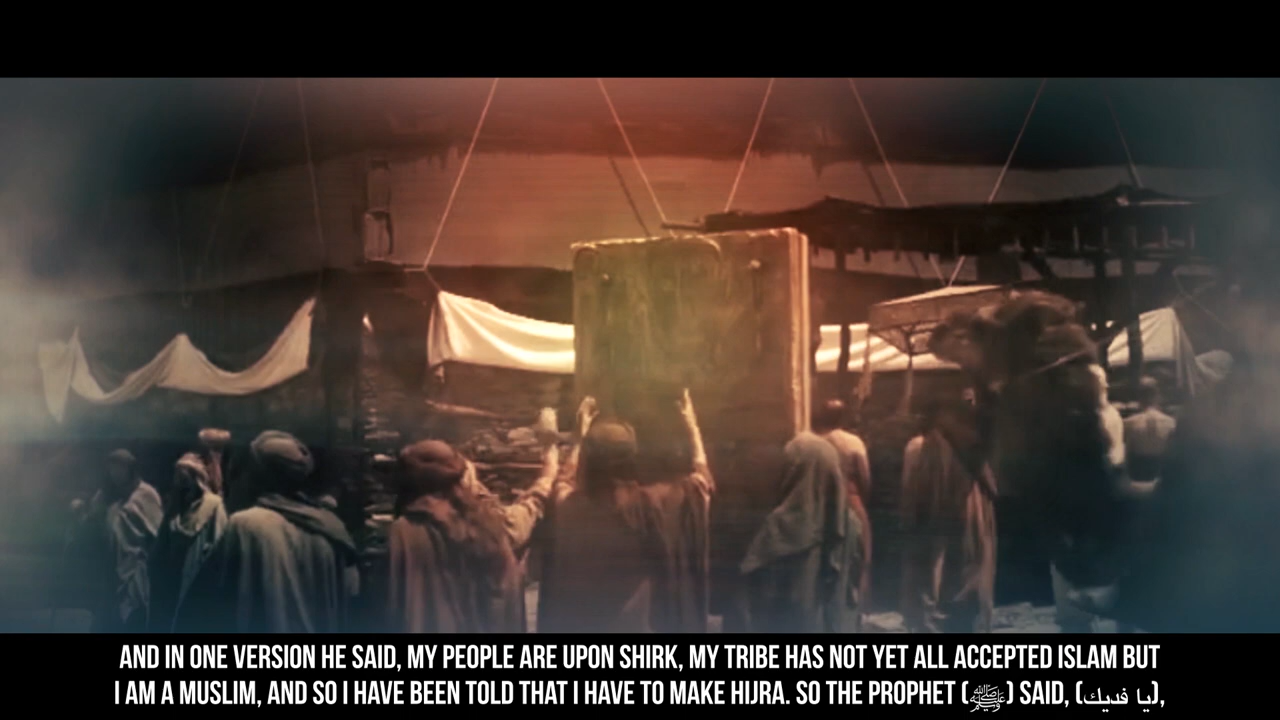 AND IN ONE VERSION HE SAID, MY PEOPLE ARE UPON SHIRK, MY TRIBE HAS NOT YET ALL ACCEPTED ISLAM BUT
I AM A MUSLIM, AND SO I HAVE BEEN TOLD THAT I HAVE TO MAKE HIJRA. SO THE PROPHET (ﷺ) SAID, (يا فديك),